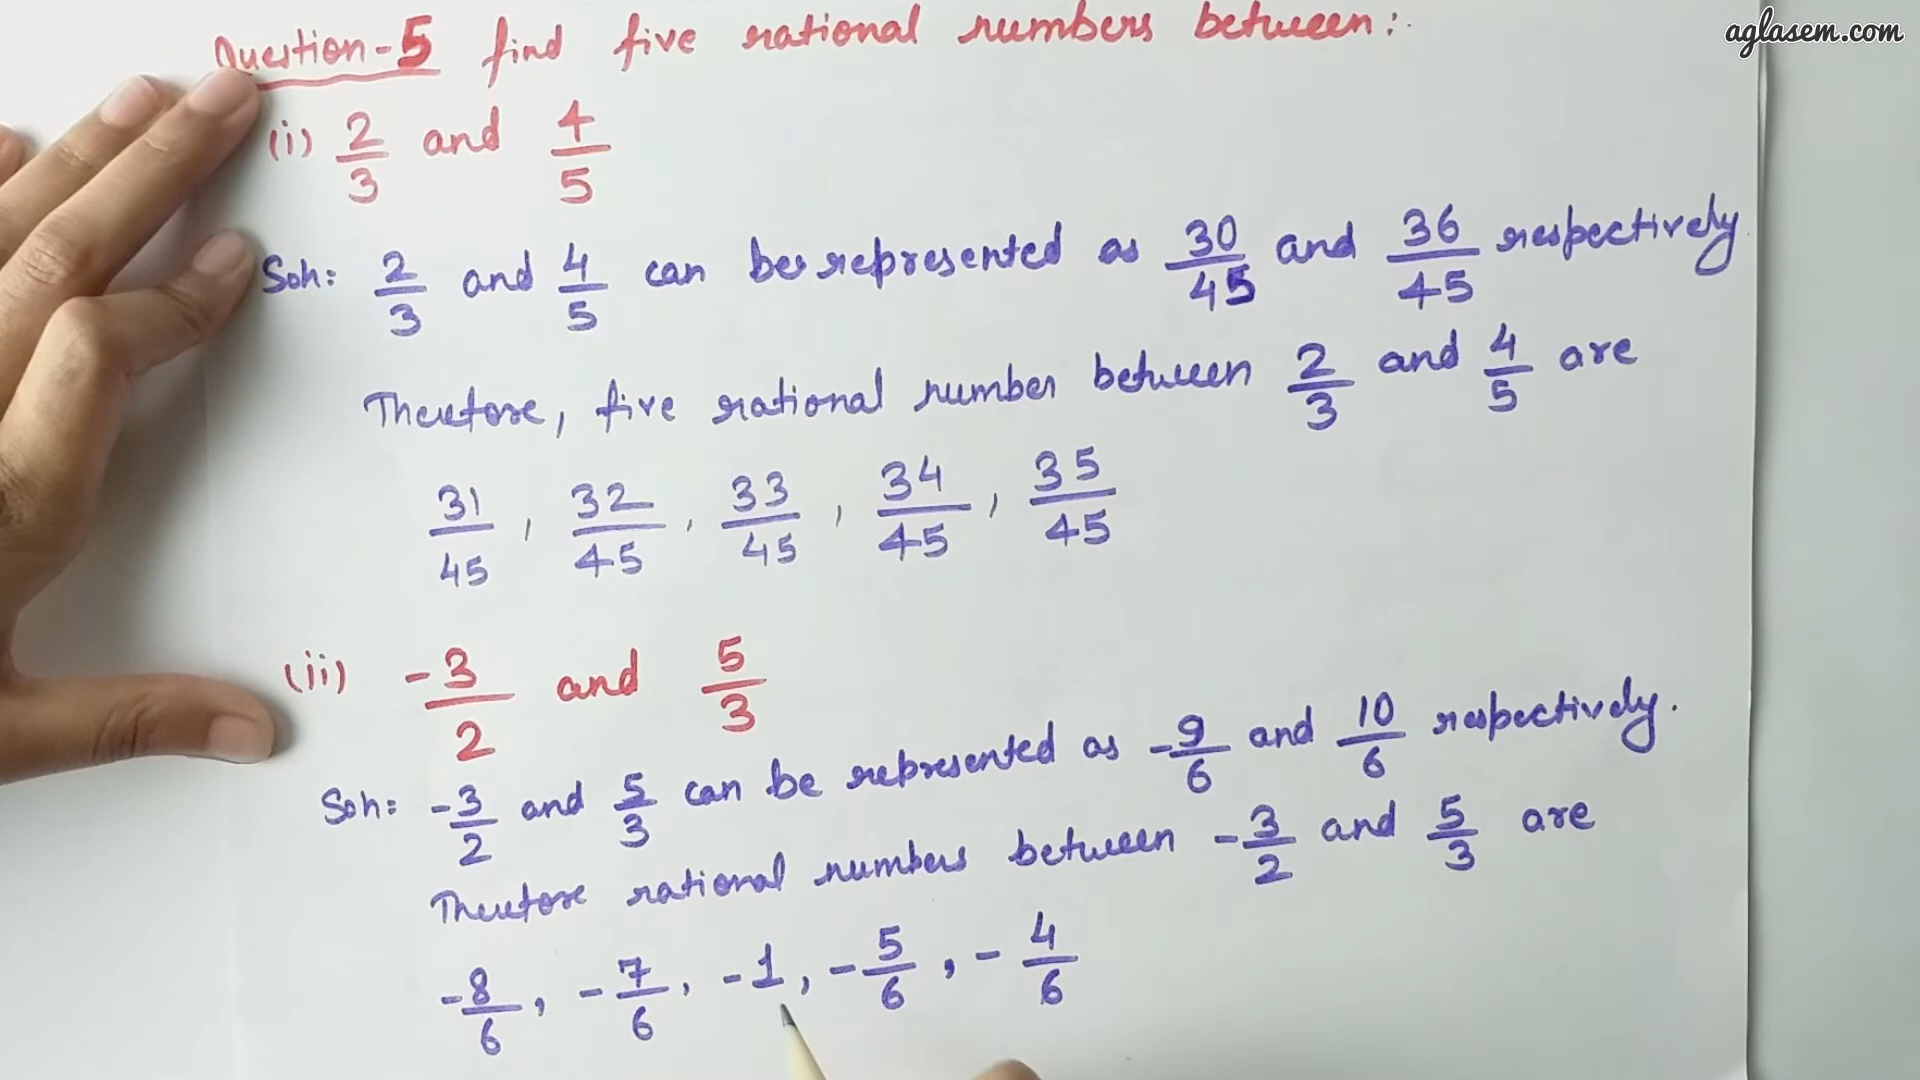 aglasem.com
Question-5 find five rational numbers between:
(i) 2/3 and 4/5
Soln: 2/3 and 4/5 can be represented as 30/45 and 36/45 respectively
Therefore, five rational number between 2/3 and 4/5 are
31/45, 32/45, 33/45, 34/45, 35/45
(ii) -3/2 and 5/3
Soln: -3/2 and 5/3 can be represented as -9/6 and 10/6 respectively.
Therefore rational numbers between -3/2 and 5/3 are
-8/6, -7/6, -1, -5/6, -4/6